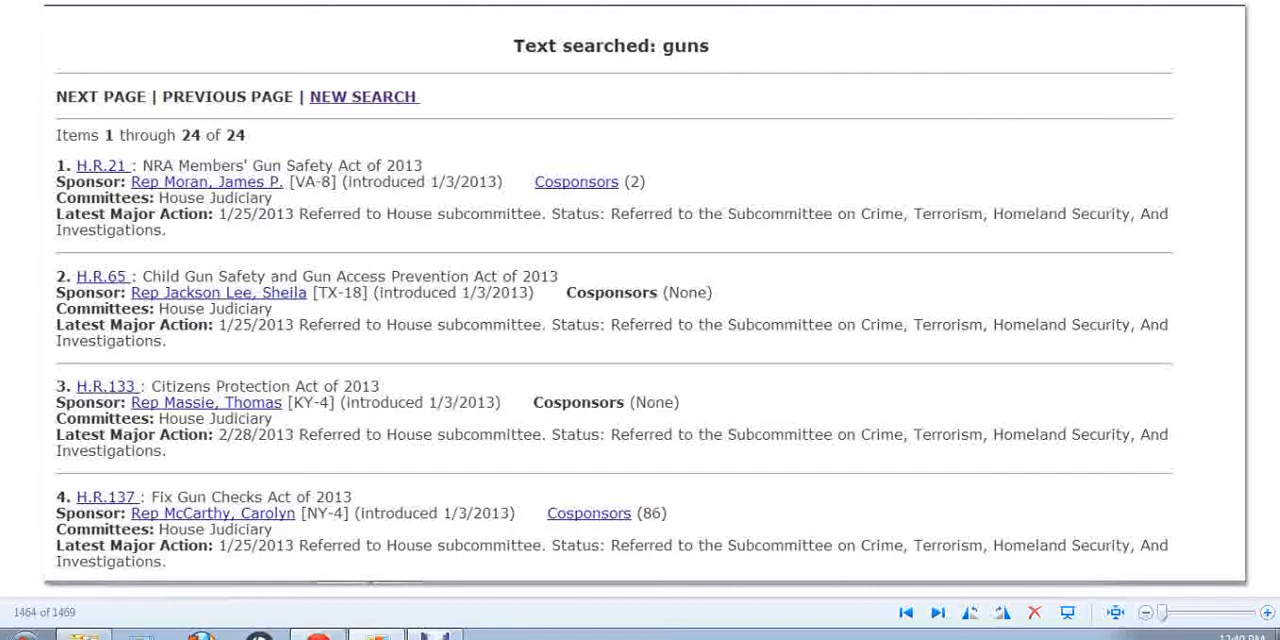 Text searched: guns
NEXT PAGE | PREVIOUS PAGE | NEW SEARCH
Items 1 through 24 of 24
1. H.R.21 : NRA Members' Gun Safety Act of 2013
Sponsor: Rep Moran, James P. [VA-8] (introduced 1/3/2013) Cosponsors (2)
Committees: House Judiciary
Latest Major Action: 1/25/2013 Referred to House subcommittee. Status: Referred to the Subcommittee on Crime, Terrorism, Homeland Security, And
Investigations.
2. H.R.65 : Child Gun Safety and Gun Access Prevention Act of 2013
Sponsor: Rep Jackson Lee, Sheila [TX-18] (introduced 1/3/2013) Cosponsors (None)
Committees: House Judiciary
Latest Major Action: 1/25/2013 Referred to House subcommittee. Status: Referred to the Subcommittee on Crime, Terrorism, Homeland Security, And
Investigations.
3. H.R.133 : Citizens Protection Act of 2013
Sponsor: Rep Massie, Thomas [KY-4] (introduced 1/3/2013) Cosponsors (None)
Committees: House Judiciary
Latest Major Action: 2/28/2013 Referred to House subcommittee. Status: Referred to the Subcommittee on Crime, Terrorism, Homeland Security, And
Investigations.
4. H.R.137 : Fix Gun Checks Act of 2013
Sponsor: Rep McCarthy, Carolyn [NY-4] (introduced 1/3/2013) Cosponsors (86)
Committees: House Judiciary
Latest Major Action: 1/25/2013 Referred to House subcommittee. Status: Referred to the Subcommittee on Crime, Terrorism, Homeland Security, And
Investigations.
1464 of 1469